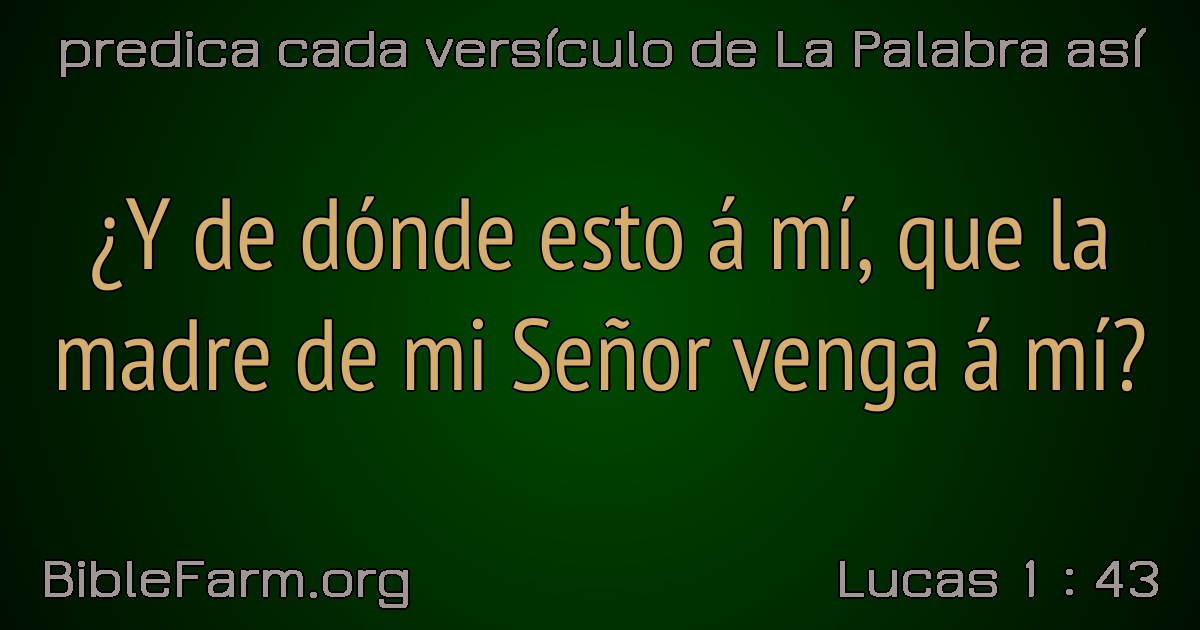 predica cada versículo de La Palabra así
¿Y de dónde esto á mí, que la
madre de mi Señor venga á mí?
BibleFarm.org
Lucas 1 : 43